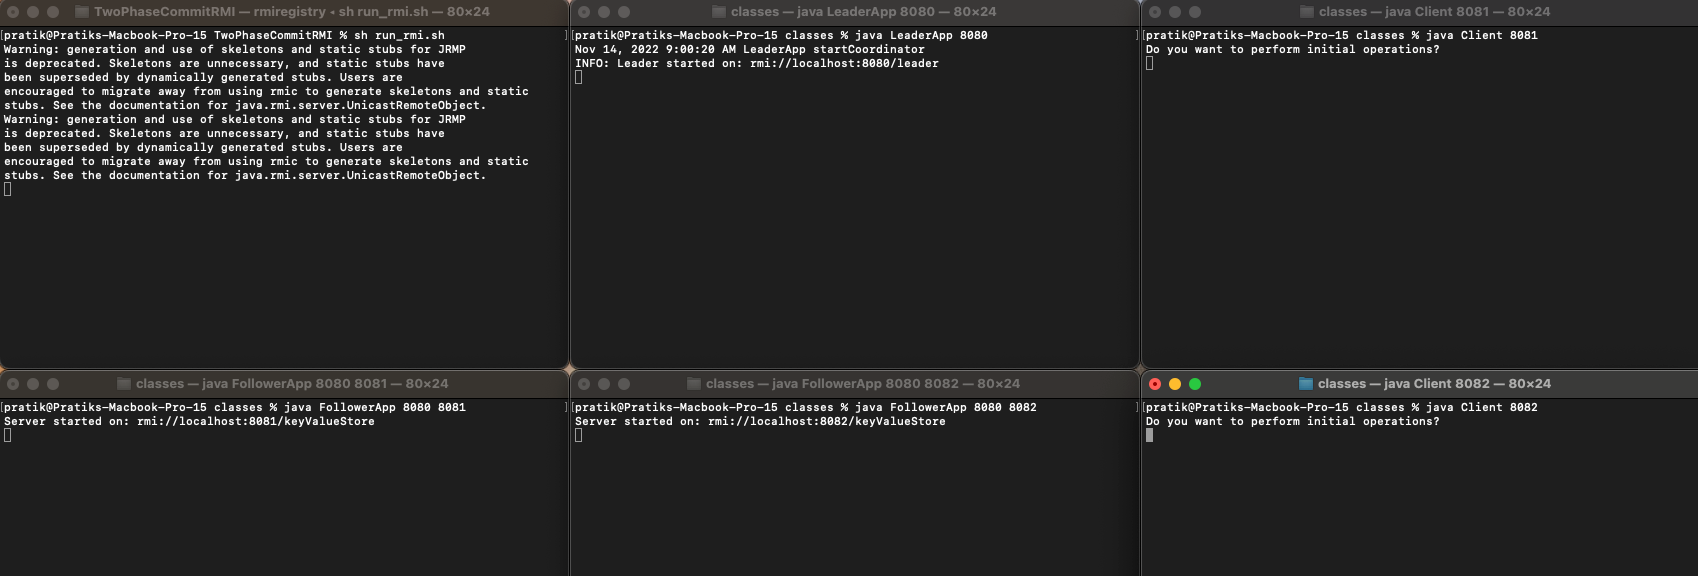 TwoPhaseCommitRMI — rmiregistry • sh run_rmi.sh — 80×24
[pratik@Pratiks-Macbook-Pro-15 TwoPhaseCommitRMI % sh run_rmi.sh ]
Warning: generation and use of skeletons and static stubs for JRMP
is deprecated. Skeletons are unnecessary, and static stubs have
been superseded by dynamically generated stubs. Users are
encouraged to migrate away from using rmic to generate skeletons and static
stubs. See the documentation for java.rmi.server.UnicastRemoteObject.
Warning: generation and use of skeletons and static stubs for JRMP
is deprecated. Skeletons are unnecessary, and static stubs have
been superseded by dynamically generated stubs. Users are
encouraged to migrate away from using rmic to generate skeletons and static
stubs. See the documentation for java.rmi.server.UnicastRemoteObject.
classes — java LeaderApp 8080 — 80×24
[pratik@Pratiks-Macbook-Pro-15 classes % java LeaderApp 8080 ]
Nov 14, 2022 9:00:20 AM LeaderApp startCoordinator
INFO: Leader started on: rmi://localhost:8080/leader
classes — java Client 8081 — 80×24
[pratik@Pratiks-Macbook-Pro-15 classes % java Client 8081
Do you want to perform initial operations?
classes — java FollowerApp 8080 8081 — 80×24
[pratik@Pratiks-Macbook-Pro-15 classes % java FollowerApp 8080 8081 ]
Server started on: rmi://localhost:8081/keyValueStore
classes — java FollowerApp 8080 8082 — 80×24
[pratik@Pratiks-Macbook-Pro-15 classes % java FollowerApp 8080 8082 ]
Server started on: rmi://localhost:8082/keyValueStore
classes — java Client 8082 — 80×24
[pratik@Pratiks-Macbook-Pro-15 classes % java Client 8082
Do you want to perform initial operations?